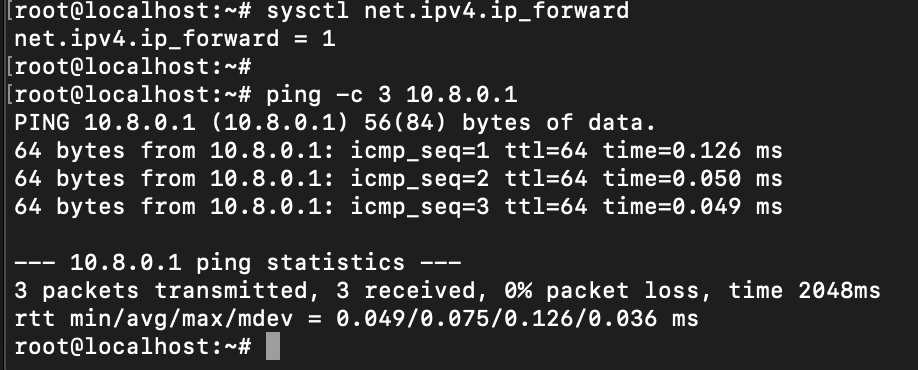 [root@localhost:~# sysctl net.ipv4.ip_forward
net.ipv4.ip_forward = 1
[root@localhost:~#
[root@localhost:~# ping -c 3 10.8.0.1
PING 10.8.0.1 (10.8.0.1) 56(84) bytes of data.
64 bytes from 10.8.0.1: icmp_seq=1 ttl=64 time=0.126 ms
64 bytes from 10.8.0.1: icmp_seq=2 ttl=64 time=0.050 ms
64 bytes from 10.8.0.1: icmp_seq=3 ttl=64 time=0.049 ms

--- 10.8.0.1 ping statistics ---
3 packets transmitted, 3 received, 0% packet loss, time 2048ms
rtt min/avg/max/mdev = 0.049/0.075/0.126/0.036 ms
root@localhost:~#